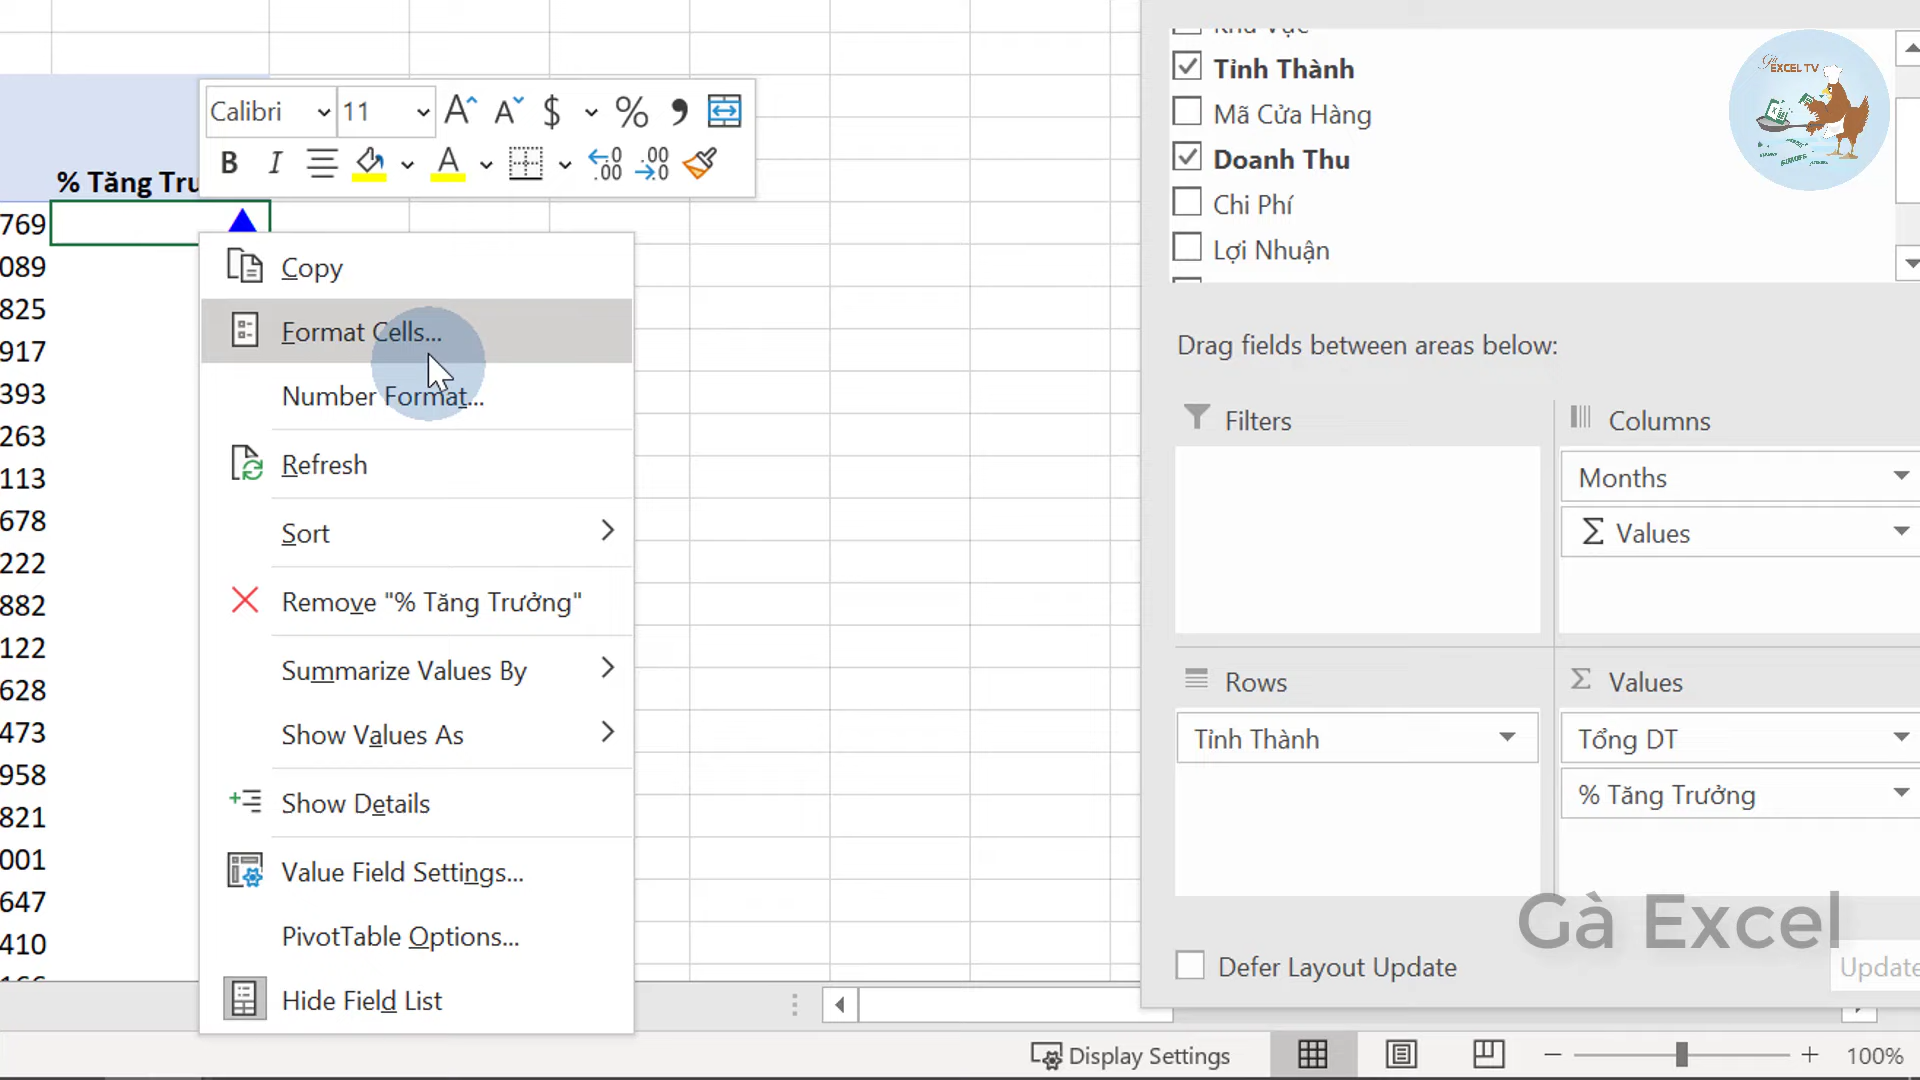 Tỉnh Thành
Mã Cửa Hàng
Doanh Thu
Chi Phí
Lợi Nhuận
EXCEL TV
Calibri
11
$
%
B I
A
% Tăng Trư
769
089
825
917
393
263
113
678
222
882
122
628
473
958
821
001
647
410
Copy
Format Cells...
Number Format...
Refresh
Sort
Remove "% Tăng Trưởng"
Summarize Values By
Show Values As
Show Details
Value Field Settings...
PivotTable Options...
Hide Field List
Drag fields between areas below:
Filters
Columns
Months
Σ Values
Rows
Σ Values
Tỉnh Thành
Tổng DT
% Tăng Trưởng
Gà Excel
Defer Layout Update
Update
Display Settings
100%